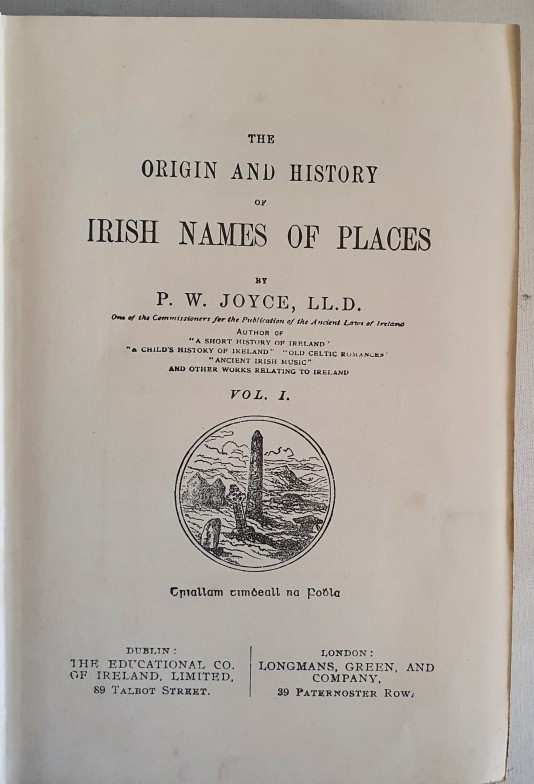 THE
ORIGIN AND HISTORY
OF
IRISH NAMES OF PLACES
BY
P. W. JOYCE, LL.D.
One of the Commissioners for the Publication of the Ancient Laws of Ireland
AUTHOR OF
"A SHORT HISTORY OF IRELAND"
"A CHILD'S HISTORY OF IRELAND" "OLD CELTIC ROMANCES"
"ANCIENT IRISH MUSIC"
AND OTHER WORKS RELATING TO IRELAND
VOL. I.
Triallam timḋeall na Foḋla
DUBLIN:
THE EDUCATIONAL CO.
OF IRELAND, LIMITED,
89 TALBOT STREET.
LONDON:
LONGMANS, GREEN, AND
COMPANY,
39 PATERNOSTER ROW.